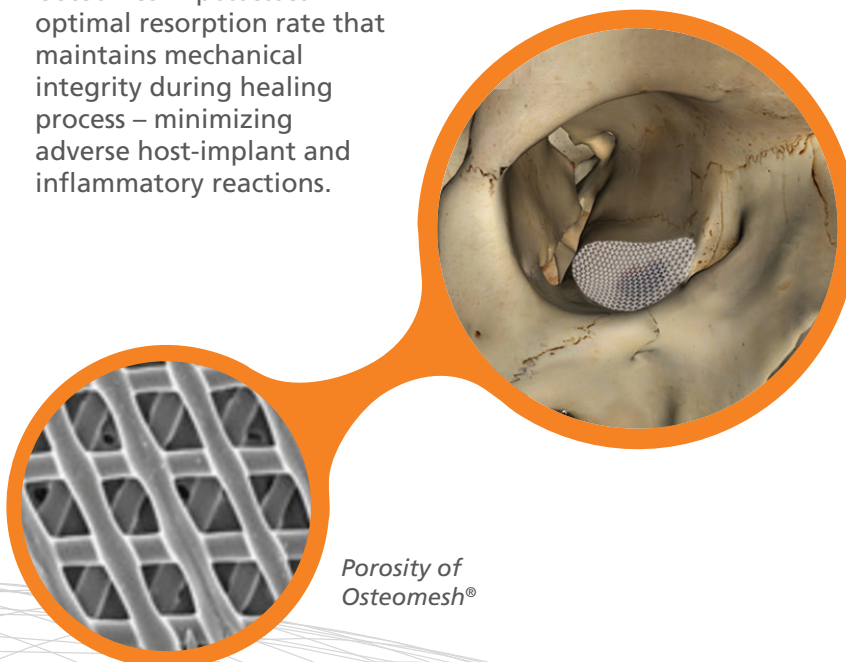 optimal resorption rate that
maintains mechanical
integrity during healing
process – minimizing
adverse host-implant and
inflammatory reactions.
Porosity of
Osteomesh®